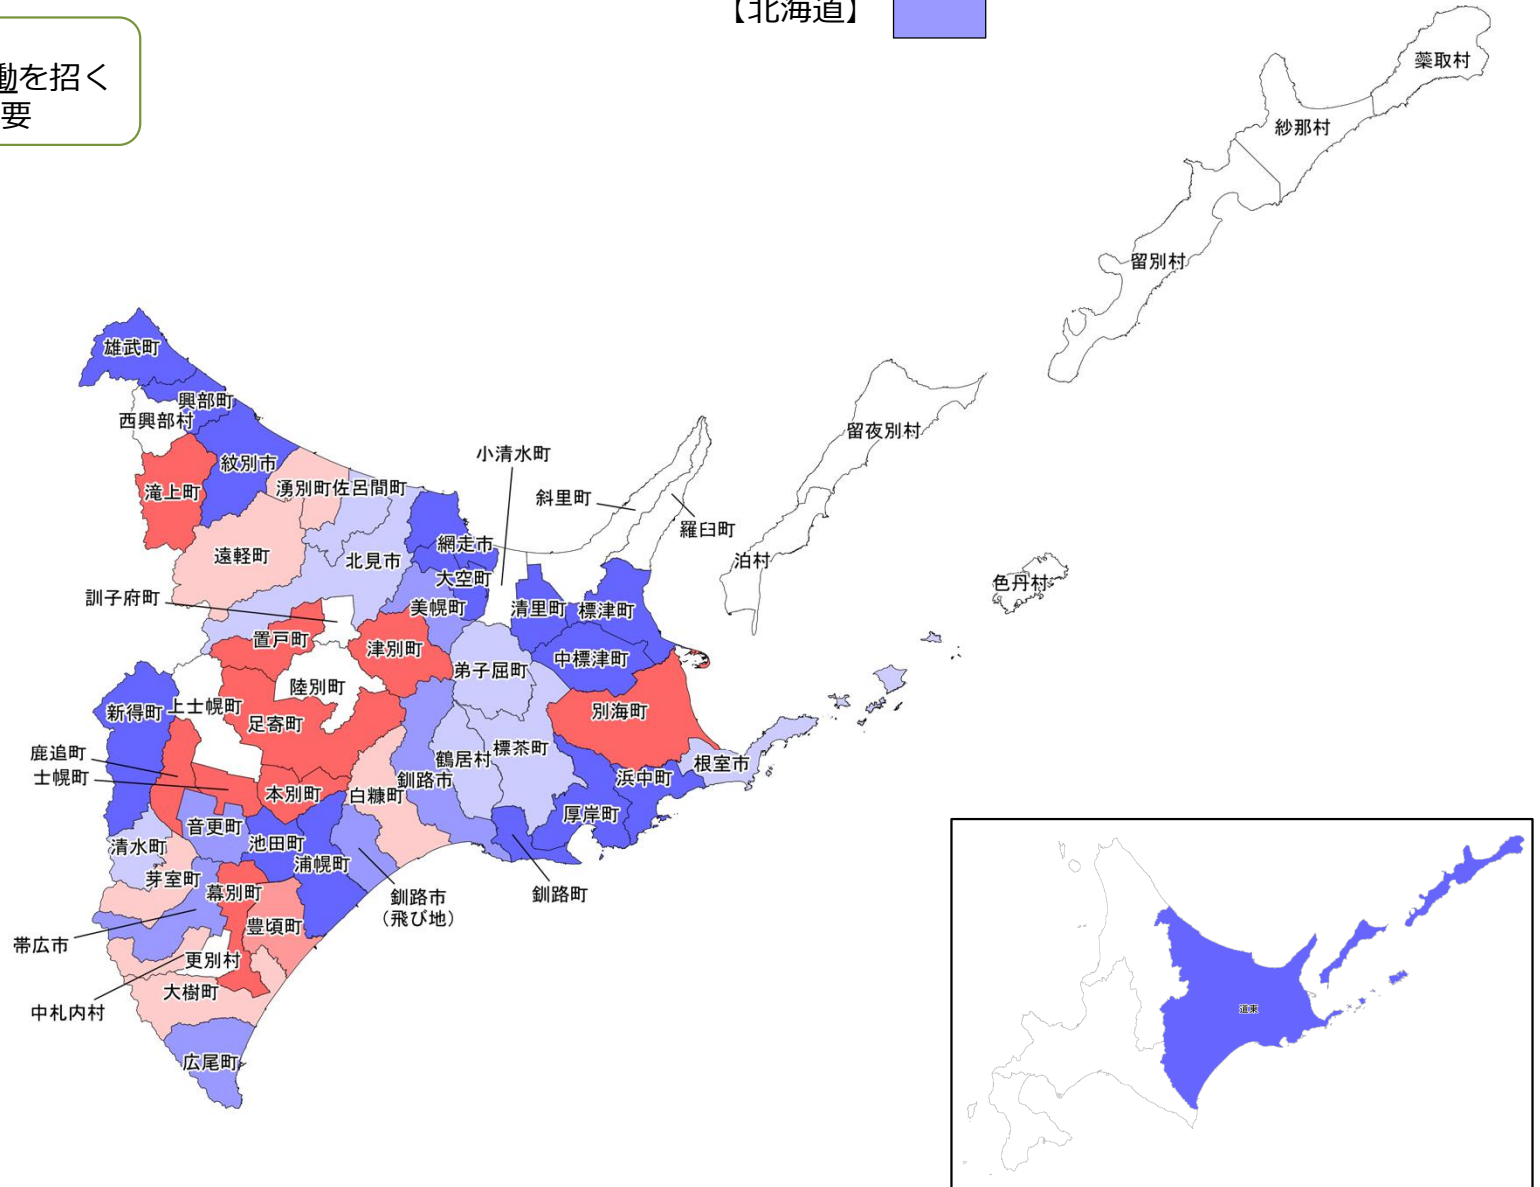 【北海道】
働を招く
要
蘂取村
紗那村
留別村
雄武町
興部町
西興部村
留夜別村
小清水町
紋別市
滝上町
湧別町
佐呂間町
斜里町
羅臼町
網走市
遠軽町
北見市
泊村
大空町
色丹村
訓子府町
美幌町
清里町
標津町
置戸町
津別町
中標津町
弟子屈町
陸別町
上士幌町
新得町
足寄町
別海町
標茶町
鹿追町
鶴居村
根室市
士幌町
釧路市
浜中町
本別町
白糠町
厚岸町
音更町
池田町
清水町
浦幌町
芽室町
幕別町
釧路市
(飛び地)
釧路町
豊頃町
帯広市
更別村
大樹町
中札内村
道東
広尾町